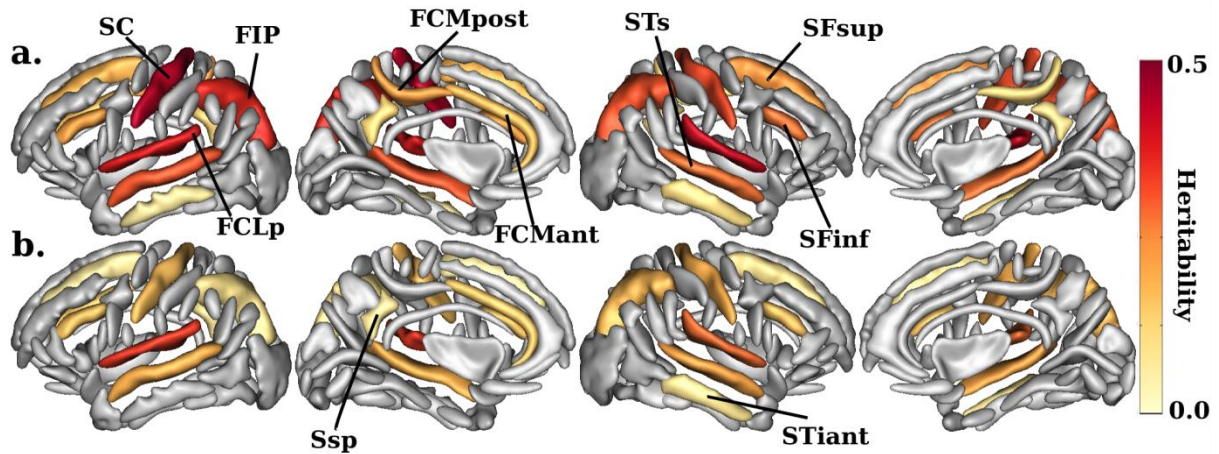 a.
SC
FIP
FCMpost
STs
SFsup
FCLp
FCMant
SFinf
0.5
Heritability
0.0
b.
Ssp
STiant